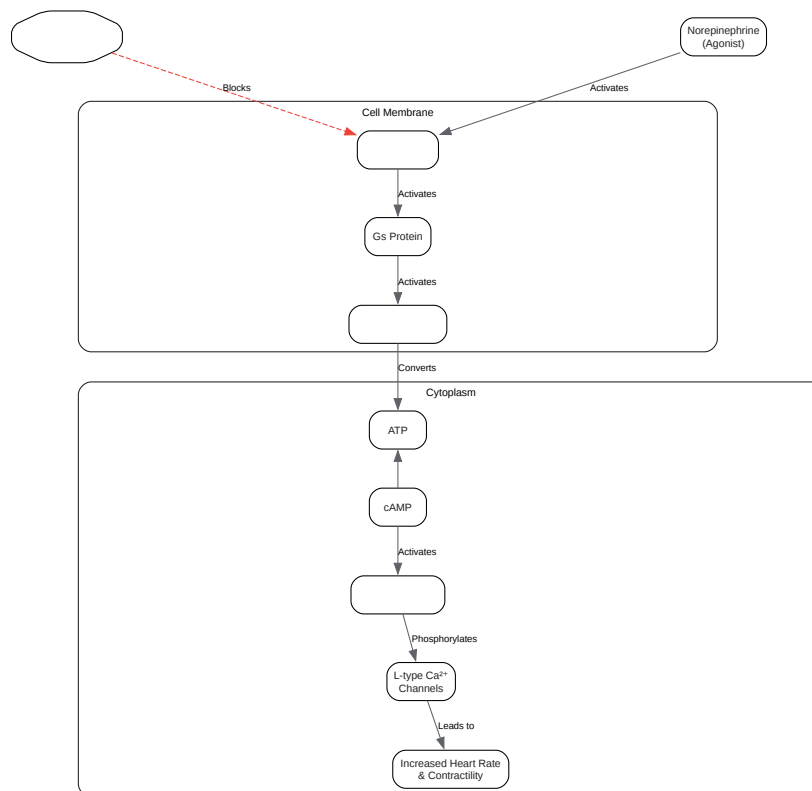 Norepinephrine
(Agonist)
Blocks
Activates
Cell Membrane
Activates
Gs Protein
Activates
Converts
Cytoplasm
ATP
cAMP
Activates
Phosphorylates
L-type Ca²⁺
Channels
Leads to
Increased Heart Rate
& Contractility